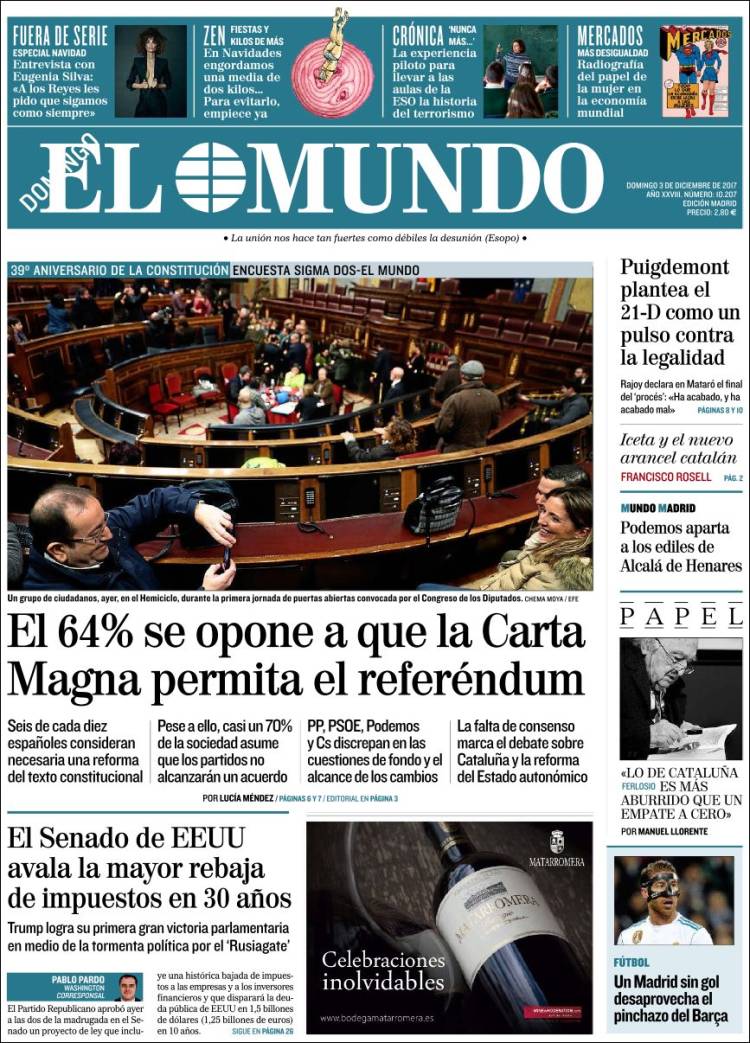 FUERA DE SERIE
ESPECIAL NAVIDAD
Entrevista con
Eugenia Silva:
«A los Reyes les
pido que sigamos
como siempre»
ZEN FIESTAS Y
KILOS DE MÁS
En Navidades
engordamos
una media de
dos kilos...
Para evitarlo,
empiece ya
CRÓNICA 'NUNCA
MÁS...'
La experiencia
piloto para
llevar a las
aulas de la
ESO la historia
del terrorismo
MERCADOS
MÁS DESIGUALDAD
Radiografía
del papel de
la mujer en
la economía
mundial
MERCADOS
DOMINGO
EL MUNDO
DOMINGO 3 DE DICIEMBRE DE 2017
AÑO XXVIII. NÚMERO: 10.207
EDICIÓN MADRID
PRECIO: 2,80 €
• La unión nos hace tan fuertes como débiles la desunión (Esopo) •
39º ANIVERSARIO DE LA CONSTITUCIÓN ENCUESTA SIGMA DOS-EL MUNDO
Un grupo de ciudadanos, ayer, en el Hemiciclo, durante la primera jornada de puertas abiertas convocada por el Congreso de los Diputados. CHEMA MOYA / EFE
El 64% se opone a que la Carta
Magna permita el referéndum
Seis de cada diez
españoles consideran
necesaria una reforma
del texto constitucional
Pese a ello, casi un 70%
de la sociedad asume
que los partidos no
alcanzarán un acuerdo
PP, PSOE, Podemos
y Cs discrepan en las
cuestiones de fondo y el
alcance de los cambios
La falta de consenso
marca el debate sobre
Cataluña y la reforma
del Estado autonómico
POR LUCÍA MÉNDEZ / PÁGINAS 6 Y 7 / EDITORIAL EN PÁGINA 3
El Senado de EEUU
avala la mayor rebaja
de impuestos en 30 años
Trump logra su primera gran victoria parlamentaria
en medio de la tormenta política por el 'Rusiagate'
PABLO PARDO
WASHINGTON
CORRESPONSAL
El Partido Republicano aprobó ayer
a las dos de la madrugada en el Se-
nado un proyecto de ley que inclu-
ye una histórica bajada de impues-
tos a las empresas y a los inversores
financieros y que disparará la deu-
da pública de EEUU en 1,5 billones
de dólares (1,25 billones de euros)
en 10 años. SIGUE EN PÁGINA 26
MATARROMERA
MATARROMERA
Celebraciones
inolvidables
www.bodegamatarromera.es
Puigdemont
plantea el
21-D como un
pulso contra
la legalidad
Rajoy declara en Mataró el final
del 'procés': «Ha acabado, y ha
acabado mal» PÁGINAS 8 Y 10
Iceta y el nuevo
arancel catalán
FRANCISCO ROSELL PÁG. 2
MUNDO MADRID
Podemos aparta
a los ediles de
Alcalá de Henares
PAPEL
«LO DE CATALUÑA
FERLOSIO ES MÁS
ABURRIDO QUE UN
EMPATE A CERO»
POR MANUEL LLORENTE
FÚTBOL
Un Madrid sin gol
desaprovecha el
pinchazo del Barça